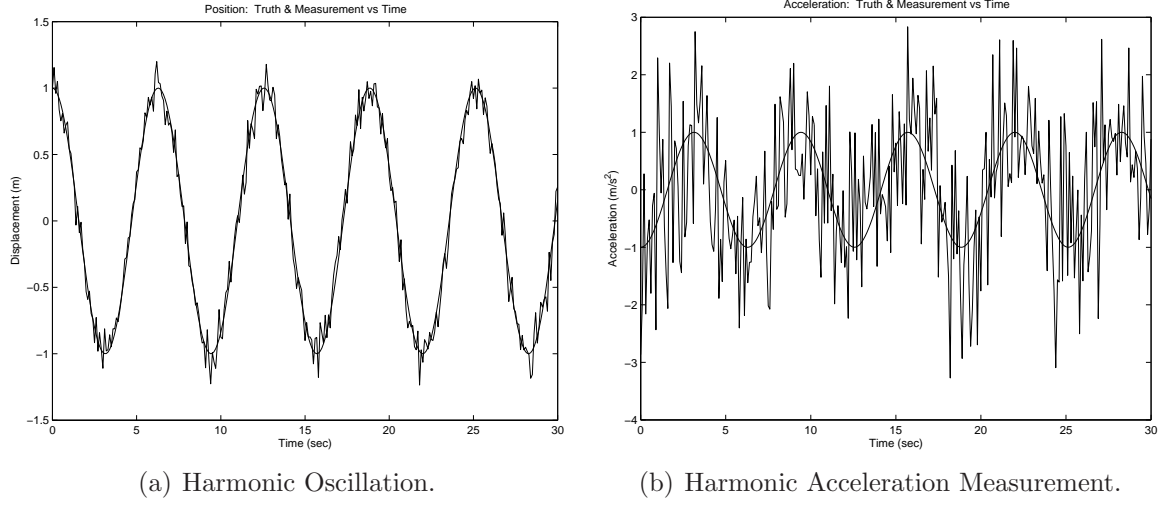 Position: Truth & Measurement vs Time
1.5
1
0.5
0
−0.5
−1
−1.5
Displacement (m)
0 5 10 15 20 25 30
Time (sec)
(a) Harmonic Oscillation.
Acceleration: Truth & Measurement vs Time
3
2
1
0
−1
−2
−3
−4
Acceleration (m/s²)
0 5 10 15 20 25 30
Time (sec)
(b) Harmonic Acceleration Measurement.